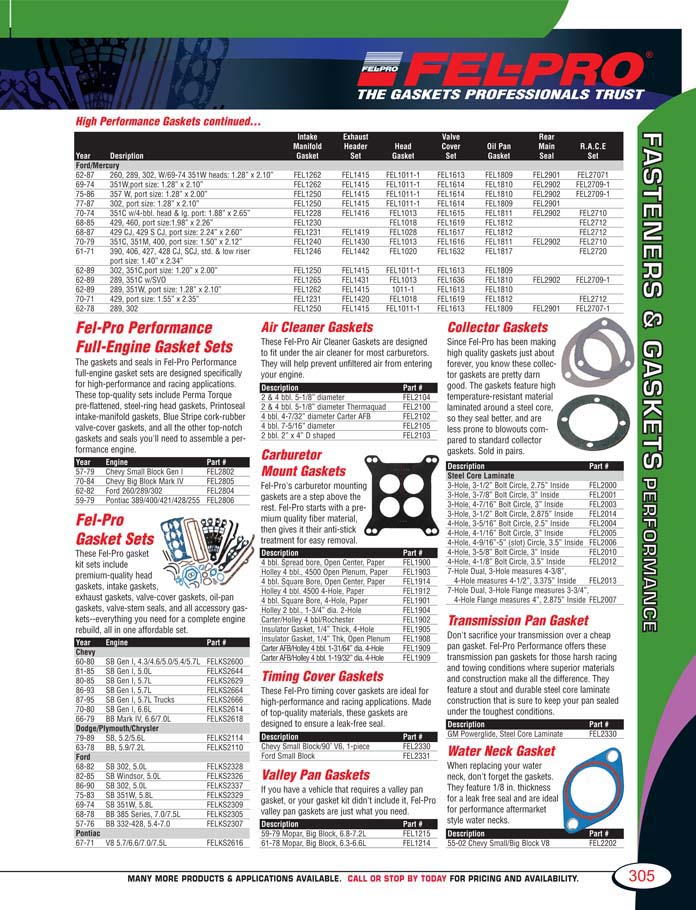 FEL-PRO
FEL-PRO®
THE GASKETS PROFESSIONALS TRUST
High Performance Gaskets continued...
Year Desription Intake Manifold Gasket Exhaust Header Set Head Gasket Valve Cover Set Oil Pan Gasket Rear Main Seal R.A.C.E Set
Ford/Mercury
62-87 260, 289, 302, W/69-74 351W heads: 1.28" x 2.10" FEL1262 FEL1415 FEL1011-1 FEL1613 FEL1809 FEL2901 FEL27071
69-74 351W,port size: 1.28" x 2.10" FEL1262 FEL1415 FEL1011-1 FEL1614 FEL1810 FEL2902 FEL2709-1
75-86 357 W, port size: 1.28" x 2.00" FEL1250 FEL1415 FEL1011-1 FEL1614 FEL1810 FEL2902 FEL2709-1
77-87 302, port size: 1.28" x 2.10" FEL1250 FEL1415 FEL1011-1 FEL1614 FEL1809 FEL2901
70-74 351C w/4-bbl. head & lg. port: 1.88" x 2.65" FEL1228 FEL1416 FEL1013 FEL1615 FEL1811 FEL2902 FEL2710
68-85 429, 460, port size:1.98" x 2.26" FEL1230 FEL1018 FEL1619 FEL1812 FEL2712
68-87 429 CJ, 429 S CJ, port size: 2.24" x 2.60" FEL1231 FEL1419 FEL1028 FEL1617 FEL1812 FEL2712
70-79 351C, 351M, 400, port size: 1.50" x 2.12" FEL1240 FEL1430 FEL1013 FEL1616 FEL1811 FEL2902 FEL2710
61-71 390, 406, 427, 428 CJ, SCJ, std. & low riser FEL1246 FEL1442 FEL1020 FEL1632 FEL1817 FEL2720
port size: 1.40" x 2.34"
62-89 302, 351C,port size: 1.20" x 2.00" FEL1250 FEL1415 FEL1011-1 FEL1613 FEL1809
62-89 289, 351C w/SVO FEL1265 FEL1431 FEL1013 FEL1636 FEL1810 FEL2902 FEL2709-1
62-89 289, 351W, port size: 1.28" x 2.10" FEL1262 FEL1415 1011-1 FEL1613 FEL1810
70-71 429, port size: 1.55" x 2.35" FEL1231 FEL1420 FEL1018 FEL1619 FEL1812 FEL2712
62-78 289, 302 FEL1250 FEL1415 FEL1011-1 FEL1613 FEL1809 FEL2901 FEL2707-1
Fel-Pro Performance
Full-Engine Gasket Sets
The gaskets and seals in Fel-Pro Performance
full-engine gasket sets are designed specifically
for high-performance and racing applications.
These top-quality sets include Perma Torque
pre-flattened, steel-ring head gaskets, Printoseal
intake-manifold gaskets, Blue Stripe cork-rubber
valve-cover gaskets, and all the other top-notch
gaskets and seals you'll need to assemble a per-
formance engine.
Year Engine Part #
57-79 Chevy Small Block Gen I FEL2802
70-84 Chevy Big Block Mark IV FEL2805
62-82 Ford 260/289/302 FEL2804
59-79 Pontiac 389/400/421/428/255 FEL2806
Fel-Pro
Gasket Sets
These Fel-Pro gasket
kit sets include
premium-quality head
gaskets, intake gaskets,
exhaust gaskets, valve-cover gaskets, oil-pan
gaskets, valve-stem seals, and all accessory gas-
kets--everything you need for a complete engine
rebuild, all in one affordable set.
Year Engine Part #
Chevy
60-80 SB Gen I, 4.3/4.6/5.0/5.4/5.7L FELKS2600
81-85 SB Gen I, 5.0L FELKS2644
80-85 SB Gen I, 5.7L FELKS2629
86-93 SB Gen I, 5.7L FELKS2664
87-95 SB Gen I, 5.7L Trucks FELKS2666
70-80 SB Gen I, 6.6L FELKS2614
66-79 BB Mark IV, 6.6/7.0L FELKS2618
Dodge/Plymouth/Chrysler
79-89 SB, 5.2/5.6L FELKS2114
63-78 BB, 5.9/7.2L FELKS2110
Ford
68-82 SB 302, 5.0L FELKS2328
82-85 SB Windsor, 5.0L FELKS2326
86-90 SB 302, 5.0L FELKS2337
75-83 SB 351W, 5.8L FELKS2329
69-74 SB 351W, 5.8L FELKS2309
68-78 BB 385 Series, 7.0/7.5L FELKS2305
57-76 BB 332-428, 5.4-7.0 FELKS2307
Pontiac
67-71 V8 5.7/6.6/7.0/7.5L FELKS2616
Air Cleaner Gaskets
These Fel-Pro Air Cleaner Gaskets are designed
to fit under the air cleaner for most carburetors.
They will help prevent unfiltered air from entering
your engine.
Description Part #
2 & 4 bbl. 5-1/8" diameter FEL2104
2 & 4 bbl. 5-1/8" diameter Thermaquad FEL2100
4 bbl. 4-7/32" diameter Carter AFB FEL2102
4 bbl. 7-5/16" diameter FEL2105
2 bbl. 2" x 4" D shaped FEL2103
Carburetor
Mount Gaskets
Fel-Pro's carburetor mounting
gaskets are a step above the
rest. Fel-Pro starts with a pre-
mium quality fiber material,
then gives it their anti-stick
treatment for easy removal.
Description Part #
4 bbl. Spread bore, Open Center, Paper FEL1900
Holley 4 bbl., 4500 Open Plenum, Paper FEL1903
4 bbl. Square Bore, Open Center, Paper FEL1914
Holley 4 bbl. 4500 4-Hole, Paper FEL1912
4 bbl. Square Bore, 4-Hole, Paper FEL1901
Holley 2 bbl., 1-3/4" dia. 2-Hole FEL1904
Carter/Holley 4 bbl/Rochester FEL1902
Insulator Gasket, 1/4" Thick, 4-Hole FEL1905
Insulator Gasket, 1/4" Thk, Open Plenum FEL1908
Carter AFB/Holley 4 bbl. 1-31/64" dia. 4-Hole FEL1909
Carter AFB/Holley 4 bbl. 1-19/32" dia. 4-Hole FEL1909
Timing Cover Gaskets
These Fel-Pro timing cover gaskets are ideal for
high-performance and racing applications. Made
of top-quality materials, these gaskets are
designed to ensure a leak-free seal.
Description Part #
Chevy Small Block/90˚ V6, 1-piece FEL2330
Ford Small Block FEL2331
Valley Pan Gaskets
If you have a vehicle that requires a valley pan
gasket, or your gasket kit didn't include it, Fel-Pro
valley pan gaskets are just what you need.
Description Part #
59-79 Mopar, Big Block, 6.8-7.2L FEL1215
61-78 Mopar, Big Block, 6.3-6.6L FEL1214
Collector Gaskets
Since Fel-Pro has been making
high quality gaskets just about
forever, you know these collec-
tor gaskets are pretty darn
good. The gaskets feature high
temperature-resistant material
laminated around a steel core,
so they seal better, and are
less prone to blowouts com-
pared to standard collector
gaskets. Sold in pairs.
Description Part #
Steel Core Laminate
3-Hole, 3-1/2" Bolt Circle, 2.75" Inside FEL2000
3-Hole, 3-7/8" Bolt Circle, 3" Inside FEL2001
3-Hole, 4-7/16" Bolt Circle, 3" Inside FEL2003
3-Hole, 3-1/2" Bolt Circle, 2.875" Inside FEL2014
4-Hole, 3-5/16" Bolt Circle, 2.5" Inside FEL2004
4-Hole, 4-1/16" Bolt Circle, 3" Inside FEL2005
4-Hole, 4-9/16"-5" (slot) Circle, 3.5" Inside FEL2006
4-Hole, 3-5/8" Bolt Circle, 3" Inside FEL2010
4-Hole, 4-1/8" Bolt Circle, 3.5" Inside FEL2012
7-Hole Dual, 3-Hole measures 4-3/8",
4-Hole measures 4-1/2", 3.375" Inside FEL2013
7-Hole Dual, 3-Hole Flange measures 3-3/4",
4-Hole Flange measures 4", 2.875" Inside FEL2007
Transmission Pan Gasket
Don't sacrifice your transmission over a cheap
pan gasket. Fel-Pro Performance offers these
transmission pan gaskets for those harsh racing
and towing conditions where superior materials
and construction make all the difference. They
feature a stout and durable steel core laminate
construction that is sure to keep your pan sealed
under the toughest conditions.
Description Part #
GM Powerglide, Steel Core Laminate FEL2330
Water Neck Gasket
When replacing your water
neck, don't forget the gaskets.
They feature 1/8 in. thickness
for a leak free seal and are ideal
for performance aftermarket
style water necks.
Description Part #
55-02 Chevy Small/Big Block V8 FEL2202
FASTENERS & GASKETS PERFORMANCE
MANY MORE PRODUCTS & APPLICATIONS AVAILABLE. CALL OR STOP BY TODAY FOR PRICING AND AVAILABILITY.
305